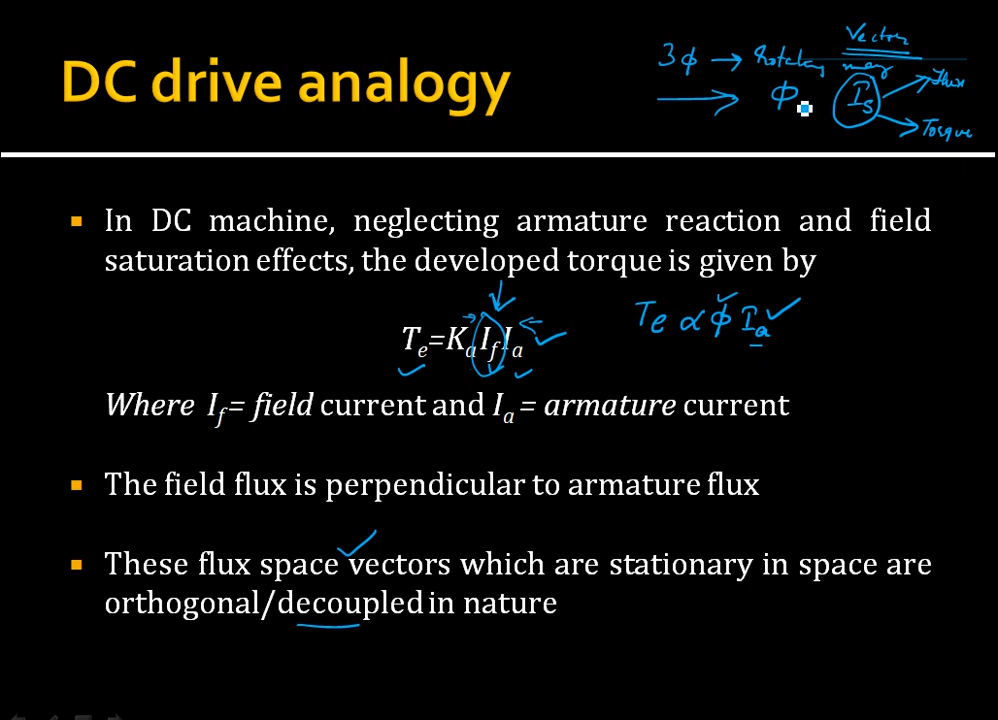 DC drive analogy
Vector
3ϕ → Rotating mag
→ ϕ Is
Flux
Torque
▪ In DC machine, neglecting armature reaction and field
saturation effects, the developed torque is given by
Te=KaIfIa
Te ∝ ϕ Ia
Where If= field current and Ia = armature current
▪ The field flux is perpendicular to armature flux
▪ These flux space vectors which are stationary in space are
orthogonal/decoupled in nature